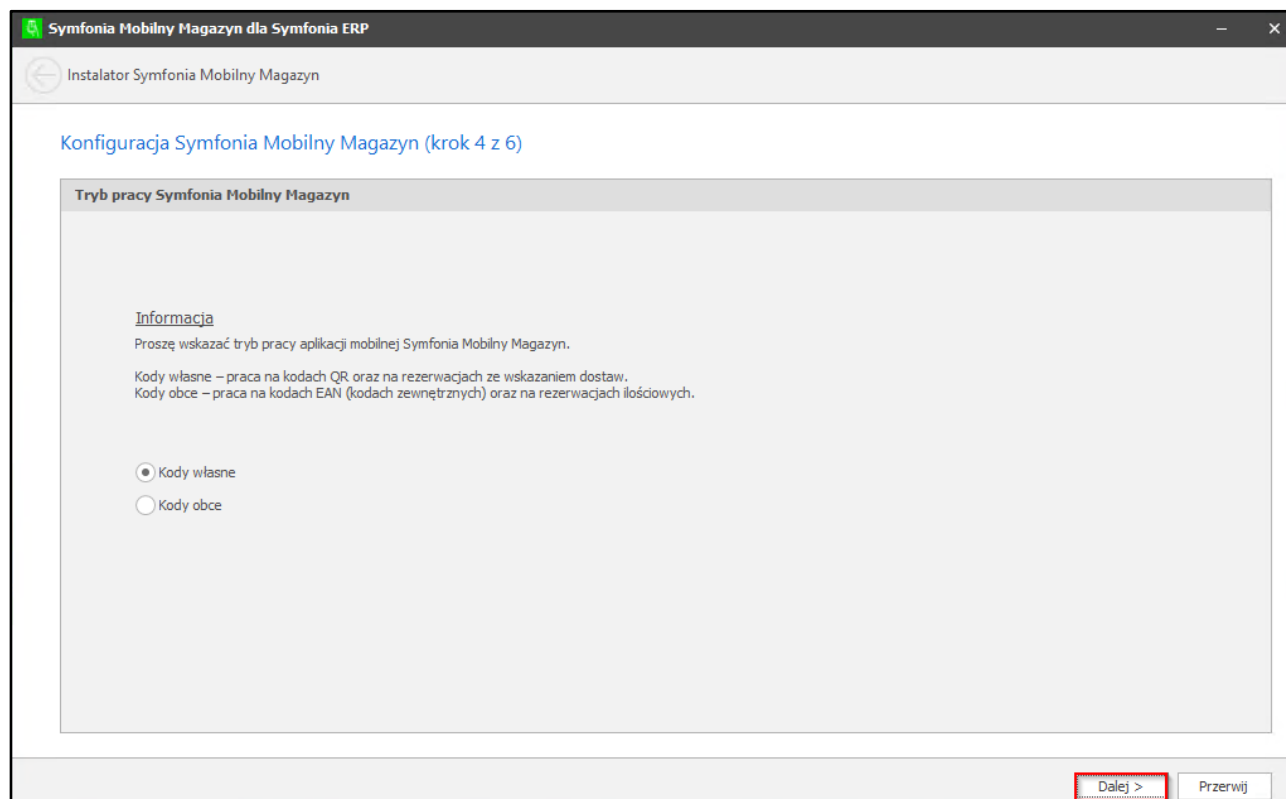 Symfonia Mobilny Magazyn dla Symfonia ERP
Instalator Symfonia Mobilny Magazyn
Konfiguracja Symfonia Mobilny Magazyn (krok 4 z 6)
Tryb pracy Symfonia Mobilny Magazyn
Informacja
Proszę wskazać tryb pracy aplikacji mobilnej Symfonia Mobilny Magazyn.
Kody własne – praca na kodach QR oraz na rezerwacjach ze wskazaniem dostaw.
Kody obce – praca na kodach EAN (kodach zewnętrznych) oraz na rezerwacjach ilościowych.
Kody własne
Kody obce
Dalej >
Przerwij